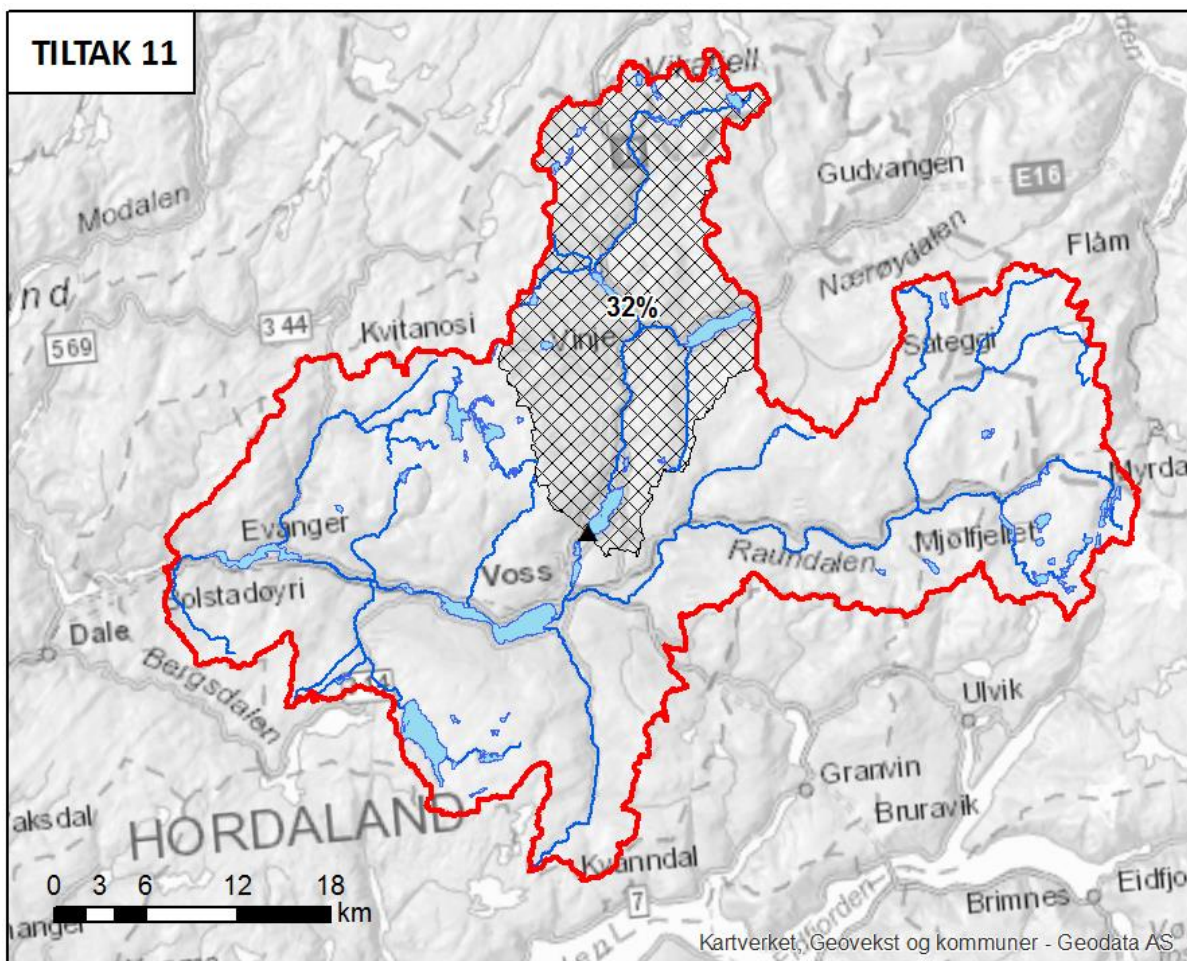 TILTAK 11
Vikafjell
Gudvangen
E16
Modalen
Flåm
Nærøydalen
32%
Vinje
Kvitanosi
344
569
Såteggi
Evanger
Voss
Raundalen
Mjølfjellet
Myrda
Bolstadøyri
Dale
Bergsdalen
Ulvik
Granvin
Bruravik
HORDALAND
aksdal
Kvanndal
7
Brimnes
Eidfjo
0 3 6 12 18
km
Kartverket, Geovekst og kommuner - Geodata AS